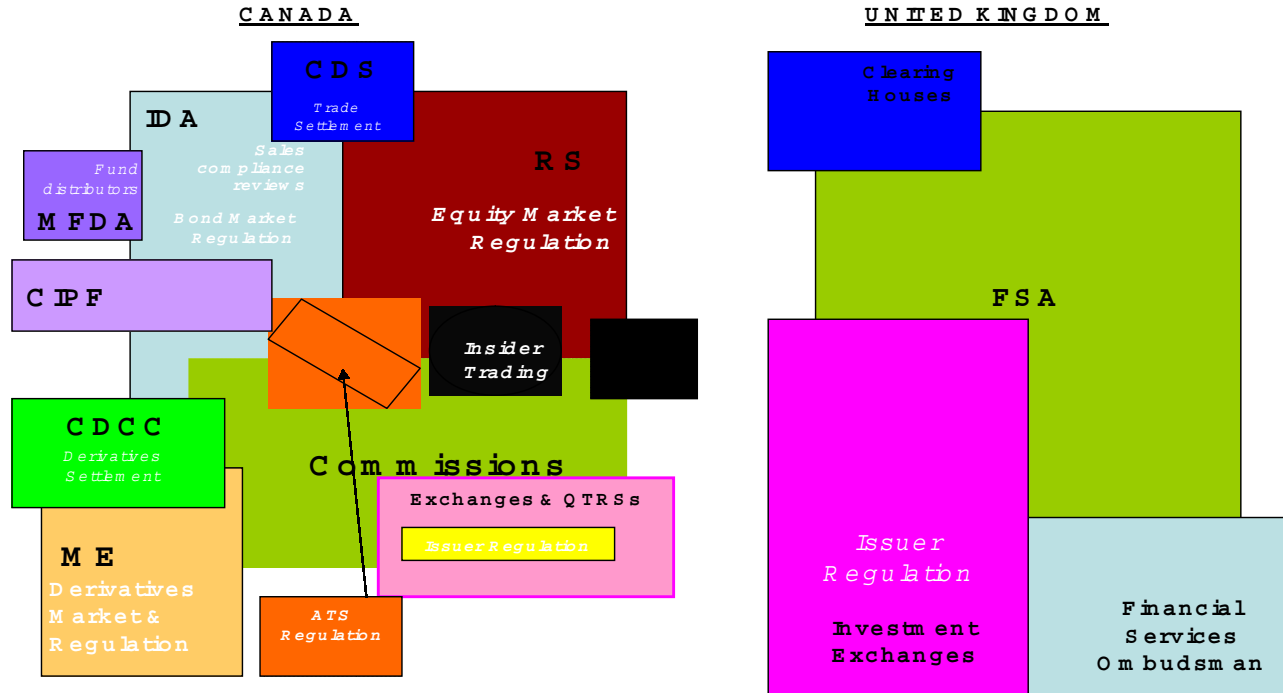 CANADA
UNITED KINGDOM
CDS
Trade
Settlement
IDA
Sales
compliance
reviews
Bond Market
Regulation
Fund
distributors
MFDA
RS
Equity Market
Regulation
CIPF
Insider
Trading
CDCC
Derivatives
Settlement
Commissions
Exchanges & QTRSs
Issuer Regulation
ME
Derivatives
Market &
Regulation
ATS
Regulation
Clearing
Houses
FSA
Issuer
Regulation
Investment
Exchanges
Financial
Services
Ombudsman